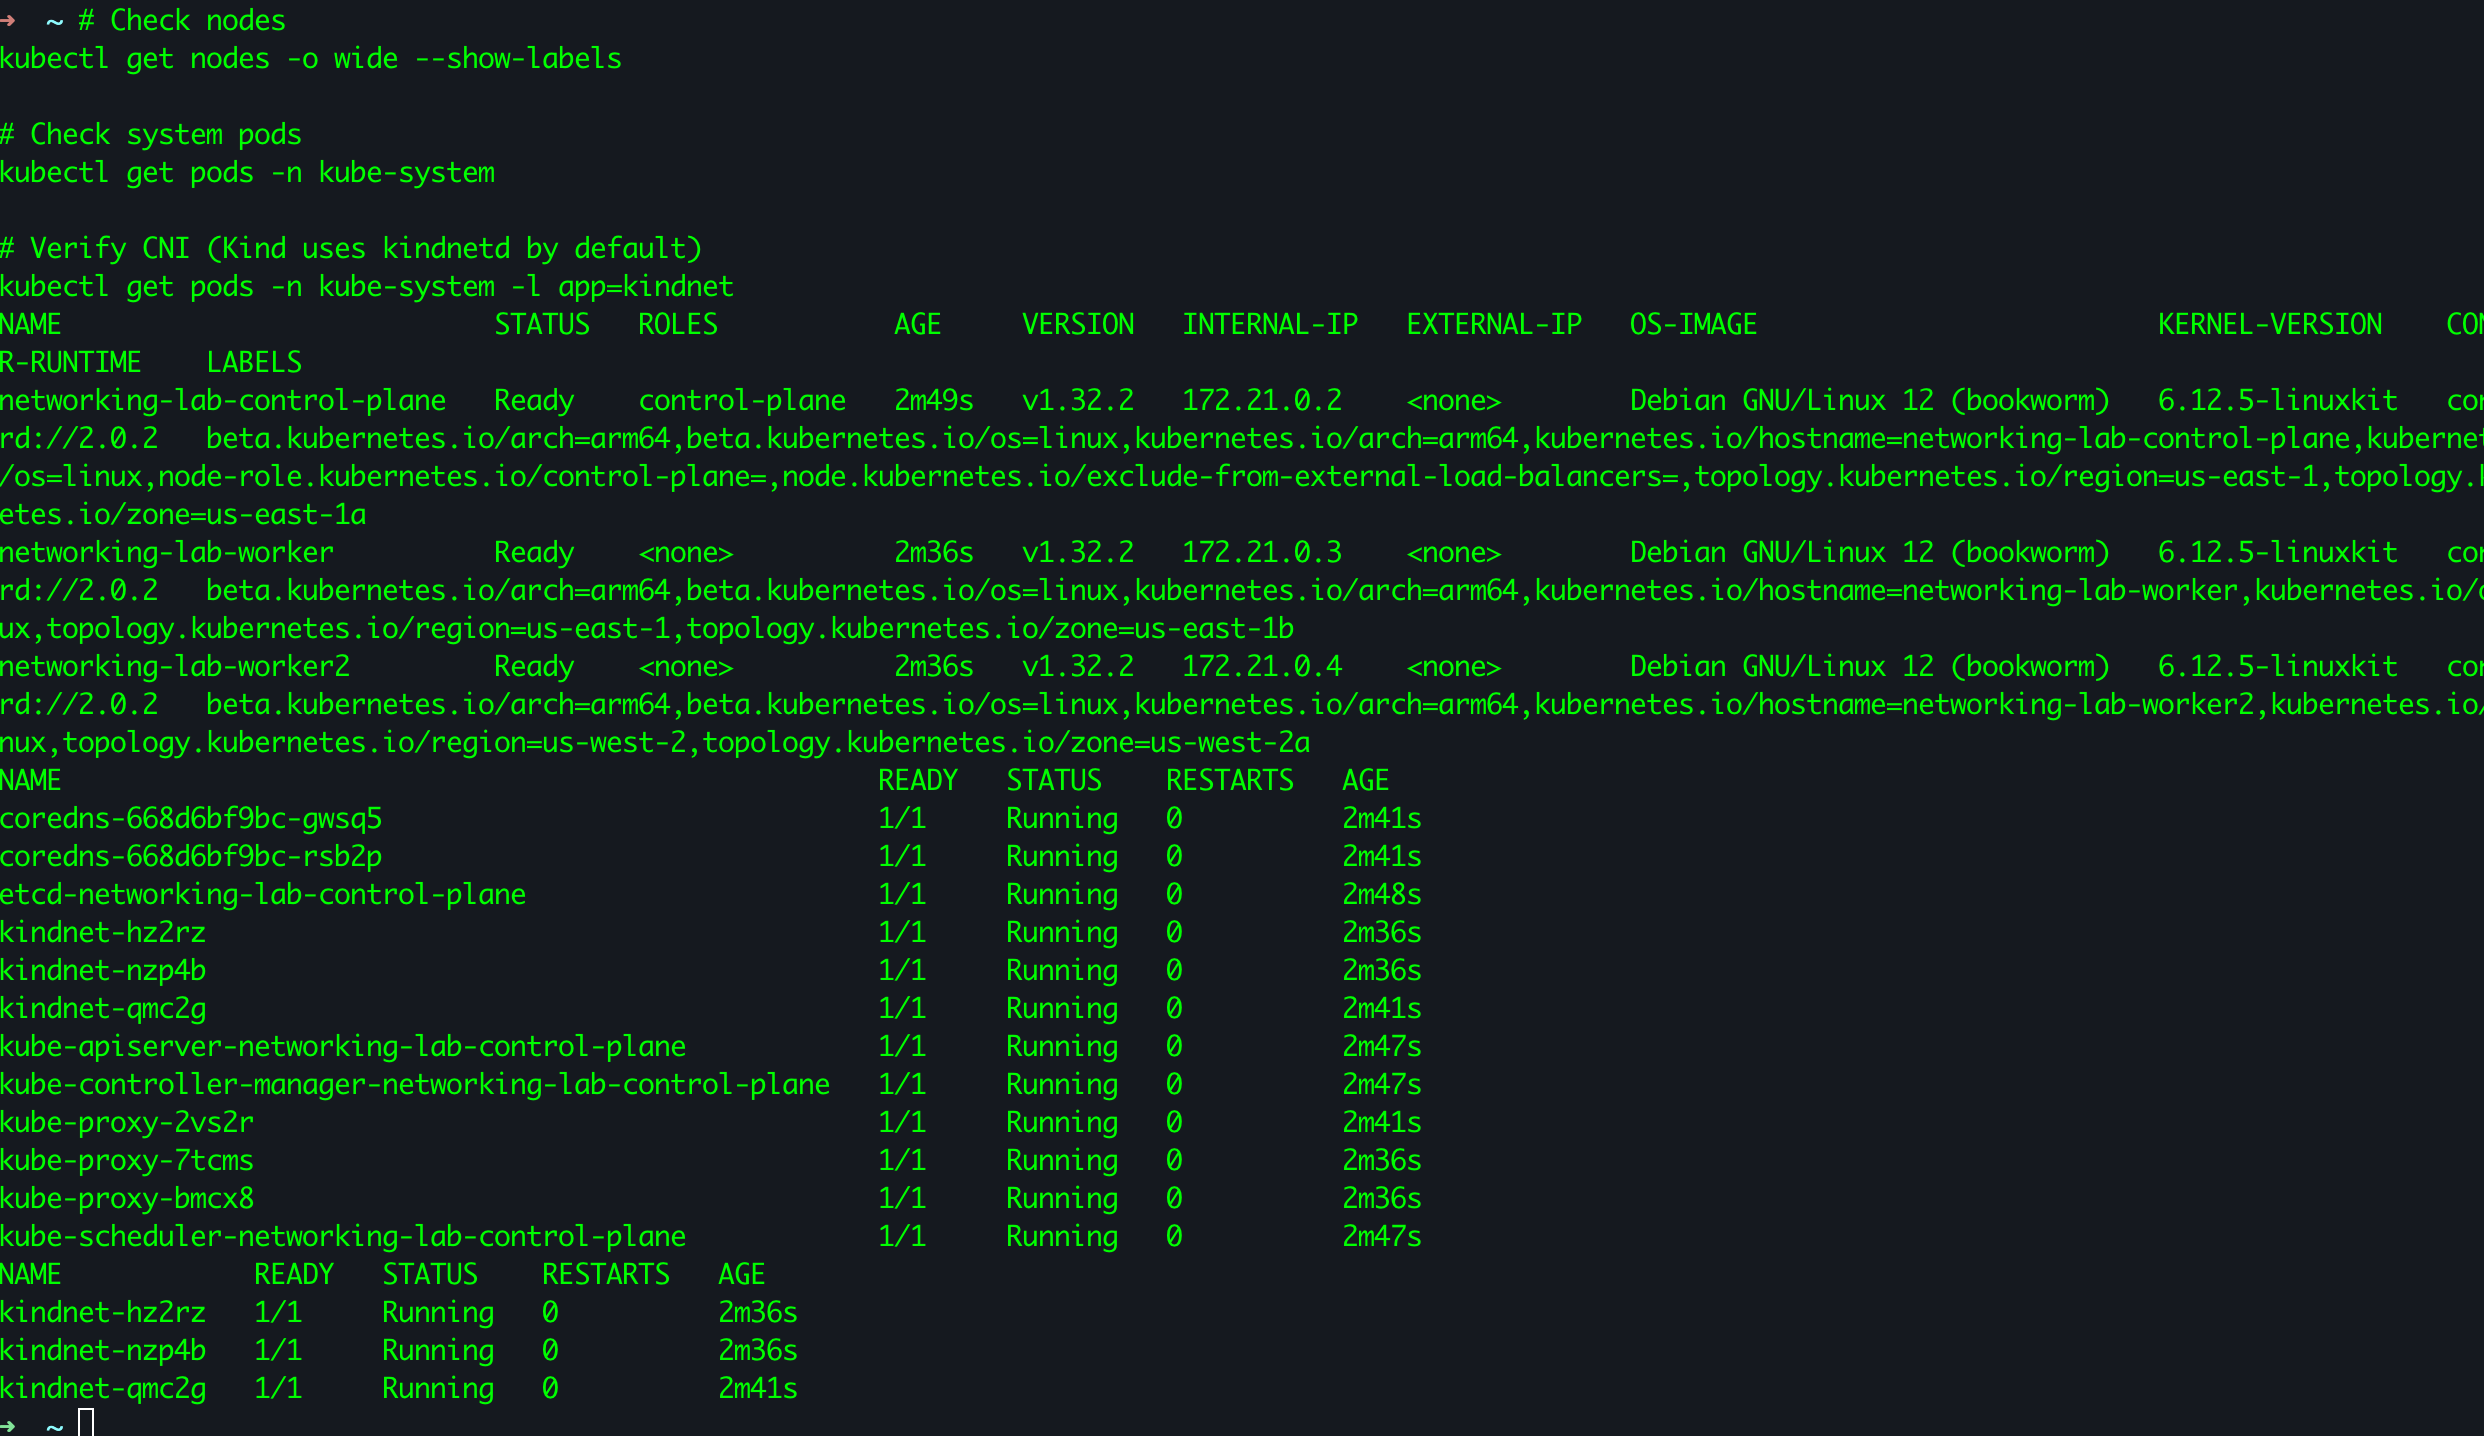 ➜  ~ # Check nodes
kubectl get nodes -o wide --show-labels
# Check system pods
kubectl get pods -n kube-system
# Verify CNI (Kind uses kindnetd by default)
kubectl get pods -n kube-system -l app=kindnet
NAME                           STATUS   ROLES           AGE     VERSION   INTERNAL-IP   EXTERNAL-IP   OS-IMAGE                         KERNEL-VERSION    CON
R-RUNTIME    LABELS
networking-lab-control-plane   Ready    control-plane   2m49s   v1.32.2   172.21.0.2    <none>        Debian GNU/Linux 12 (bookworm)   6.12.5-linuxkit   con
rd://2.0.2   beta.kubernetes.io/arch=arm64,beta.kubernetes.io/os=linux,kubernetes.io/arch=arm64,kubernetes.io/hostname=networking-lab-control-plane,kubernet
/os=linux,node-role.kubernetes.io/control-plane=,node.kubernetes.io/exclude-from-external-load-balancers=,topology.kubernetes.io/region=us-east-1,topology.k
etes.io/zone=us-east-1a
networking-lab-worker          Ready    <none>          2m36s   v1.32.2   172.21.0.3    <none>        Debian GNU/Linux 12 (bookworm)   6.12.5-linuxkit   con
rd://2.0.2   beta.kubernetes.io/arch=arm64,beta.kubernetes.io/os=linux,kubernetes.io/arch=arm64,kubernetes.io/hostname=networking-lab-worker,kubernetes.io/o
ux,topology.kubernetes.io/region=us-east-1,topology.kubernetes.io/zone=us-east-1b
networking-lab-worker2         Ready    <none>          2m36s   v1.32.2   172.21.0.4    <none>        Debian GNU/Linux 12 (bookworm)   6.12.5-linuxkit   con
rd://2.0.2   beta.kubernetes.io/arch=arm64,beta.kubernetes.io/os=linux,kubernetes.io/arch=arm64,kubernetes.io/hostname=networking-lab-worker2,kubernetes.io/
nux,topology.kubernetes.io/region=us-west-2,topology.kubernetes.io/zone=us-west-2a
NAME                                                   READY   STATUS    RESTARTS   AGE
coredns-668d6bf9bc-gwsq5                               1/1     Running   0          2m41s
coredns-668d6bf9bc-rsb2p                               1/1     Running   0          2m41s
etcd-networking-lab-control-plane                      1/1     Running   0          2m48s
kindnet-hz2rz                                          1/1     Running   0          2m36s
kindnet-nzp4b                                          1/1     Running   0          2m36s
kindnet-qmc2g                                          1/1     Running   0          2m41s
kube-apiserver-networking-lab-control-plane            1/1     Running   0          2m47s
kube-controller-manager-networking-lab-control-plane   1/1     Running   0          2m47s
kube-proxy-2vs2r                                       1/1     Running   0          2m41s
kube-proxy-7tcms                                       1/1     Running   0          2m36s
kube-proxy-bmcx8                                       1/1     Running   0          2m36s
kube-scheduler-networking-lab-control-plane            1/1     Running   0          2m47s
NAME            READY   STATUS    RESTARTS   AGE
kindnet-hz2rz   1/1     Running   0          2m36s
kindnet-nzp4b   1/1     Running   0          2m36s
kindnet-qmc2g   1/1     Running   0          2m41s
➜  ~